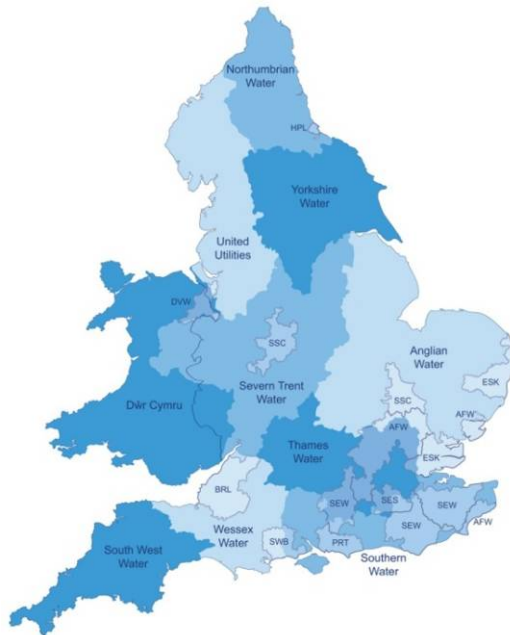 Northumbrian
Water
HPL
Yorkshire
Water
United
Utilities
DVW
SSC
Anglian
Water
ESK
Severn Trent
Water
SSC
Dŵr Cymru
AFW
AFW
Thames
Water
ESK
BRL
SEW
SES
SEW
Wessex
Water
SEW
AFW
South West
Water
SWB
PRT
Southern
Water